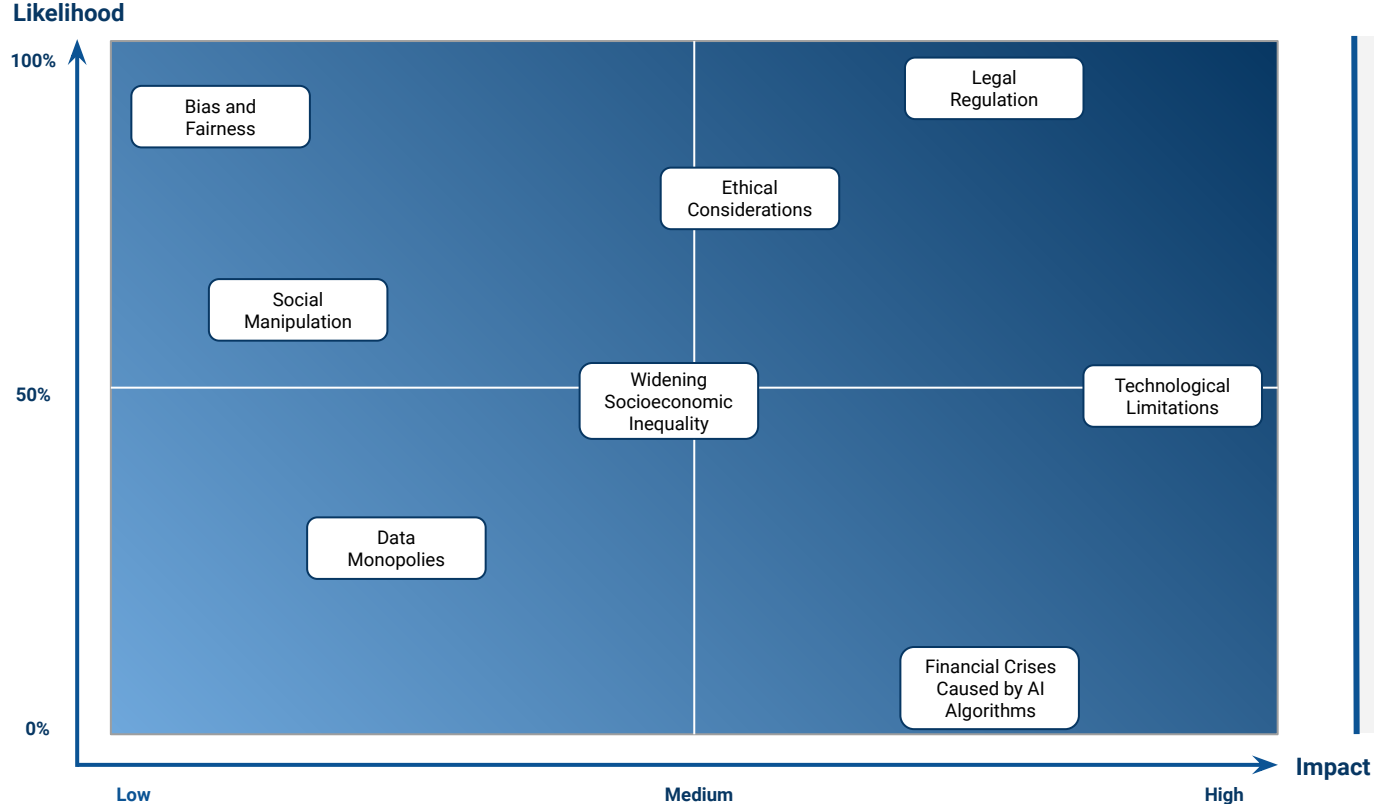 Likelihood
100%
Bias and
Fairness
Legal
Regulation
Ethical
Considerations
Social
Manipulation
50%
Widening
Socioeconomic
Inequality
Technological
Limitations
Data
Monopolies
Financial Crises
Caused by AI
Algorithms
0%
Impact
Low
Medium
High